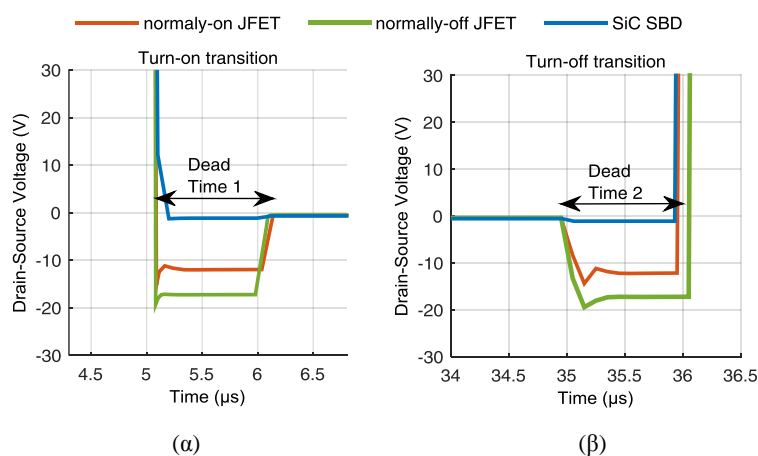 normaly-on JFET normally-off JFET SiC SBD
Turn-on transition
Drain-Source Voltage (V)
30
20
10
0
-10
-20
-30
Dead
Time 1
4.5 5 5.5 6 6.5
Time (μs)
(α)
Turn-off transition
Drain-Source Voltage (V)
30
20
10
0
-10
-20
-30
Dead
Time 2
34 34.5 35 35.5 36 36.5
Time (μs)
(β)